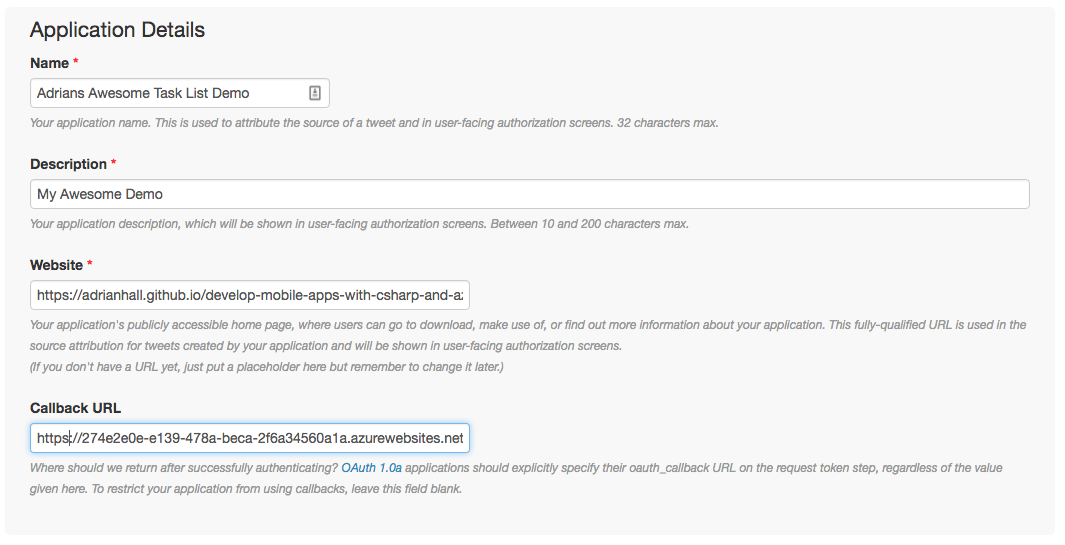 Application Details
Name *
Adrians Awesome Task List Demo
Your application name. This is used to attribute the source of a tweet and in user-facing authorization screens. 32 characters max.
Description *
My Awesome Demo
Your application description, which will be shown in user-facing authorization screens. Between 10 and 200 characters max.
Website *
https://adrianhall.github.io/develop-mobile-apps-with-csharp-and-az
Your application's publicly accessible home page, where users can go to download, make use of, or find out more information about your application. This fully-qualified URL is used in the
source attribution for tweets created by your application and will be shown in user-facing authorization screens.
(If you don't have a URL yet, just put a placeholder here but remember to change it later.)
Callback URL
https://274e2e0e-e139-478a-beca-2f6a34560a1a.azurewebsites.net
Where should we return after successfully authenticating? OAuth 1.0a applications should explicitly specify their oauth_callback URL on the request token step, regardless of the value
given here. To restrict your application from using callbacks, leave this field blank.